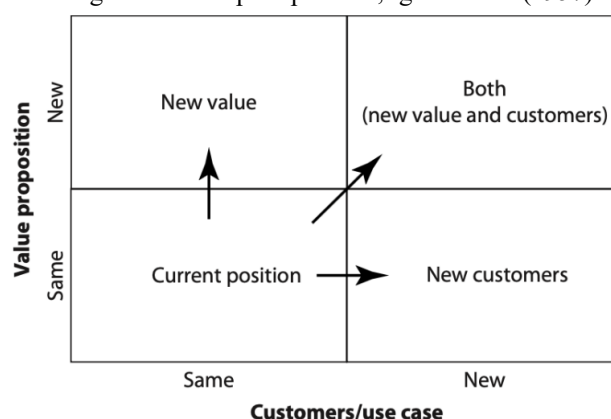 New value
Both
(new value and customers)
Current position
New customers
Value proposition
New
Same
Same
New
Customers/use case